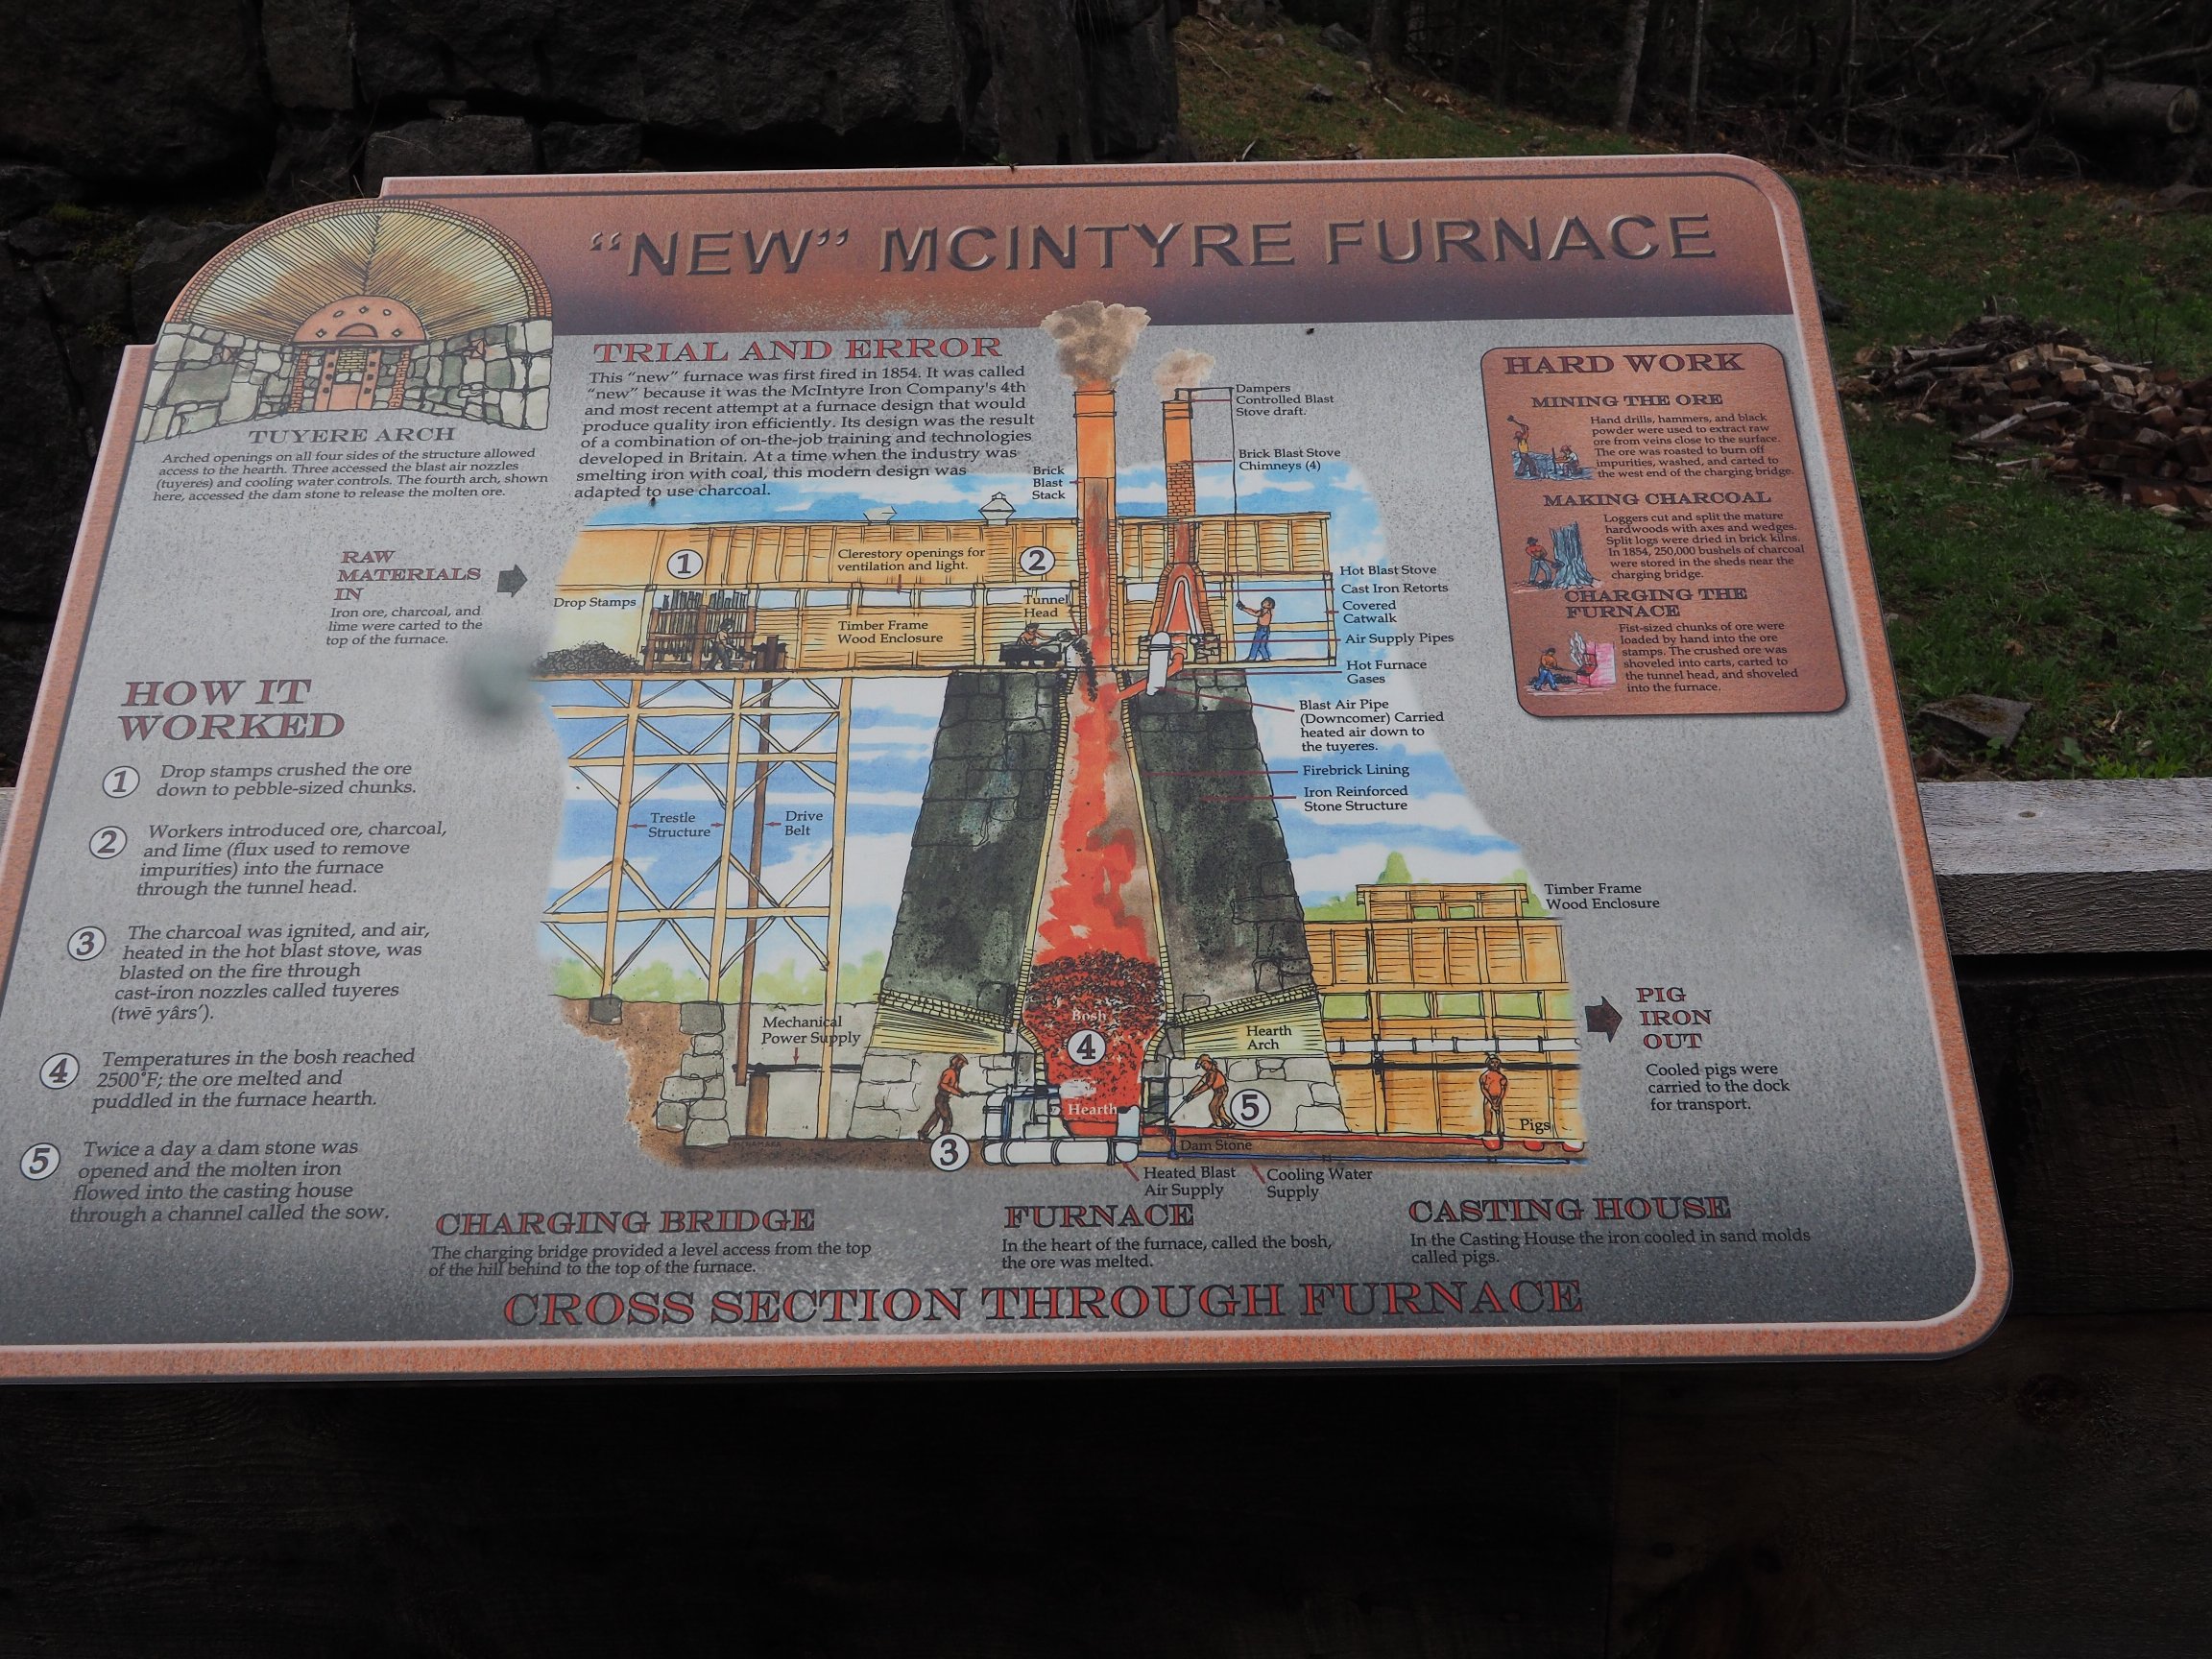 "NEW" MCINTYRE FURNACE
TUYERE ARCH
Arched openings on all four sides of the structure allowed
access to the hearth. Three accessed the blast air nozzles
(tuyeres) and cooling water controls. The fourth arch, shown
here, accessed the dam stone to release the molten ore.
TRIAL AND ERROR
This "new" furnace was first fired in 1854. It was called
"new" because it was the McIntyre Iron Company's 4th
and most recent attempt at a furnace design that would
produce quality iron efficiently. Its design was the result
of a combination of on-the-job training and technologies
developed in Britain. At a time when the industry was
smelting iron with coal, this modern design was
adapted to use charcoal.
HARD WORK
MINING THE ORE
Hand drills, hammers, and black
powder were used to extract raw
ore from veins close to the surface.
The ore was roasted to burn off
impurities, washed, and carted to
the west end of the charging bridge.
MAKING CHARCOAL
Loggers cut and split the mature
hardwoods with axes and wedges.
Split logs were dried in brick kilns.
In 1854, 250,000 bushels of charcoal
were stored in the sheds near the
charging bridge.
CHARGING THE
FURNACE
Fist-sized chunks of ore were
loaded by hand into the ore
stamps. The crushed ore was
shoveled into carts, carted to
the tunnel head, and shoveled
into the furnace.
RAW
MATERIALS
IN
Iron ore, charcoal, and
lime were carted to the
top of the furnace.
HOW IT
WORKED
1 Drop stamps crushed the ore
down to pebble-sized chunks.
2 Workers introduced ore, charcoal,
and lime (flux used to remove
impurities) into the furnace
through the tunnel head.
3 The charcoal was ignited, and air,
heated in the hot blast stove, was
blasted on the fire through
cast-iron nozzles called tuyeres
(twē yârs').
4 Temperatures in the bosh reached
2500°F; the ore melted and
puddled in the furnace hearth.
5 Twice a day a dam stone was
opened and the molten iron
flowed into the casting house
through a channel called the sow.
Brick
Blast
Stack
Dampers
Controlled Blast
Stove draft.
Brick Blast Stove
Chimneys (4)
1
Clerestory openings for
ventilation and light.
2
Drop Stamps
Timber Frame
Wood Enclosure
Tunnel
Head
Hot Blast Stove
Cast Iron Retorts
Covered
Catwalk
Air Supply Pipes
Hot Furnace
Gases
Blast Air Pipe
(Downcomer) Carried
heated air down to
the tuyeres.
Firebrick Lining
Iron Reinforced
Stone Structure
Trestle
Structure
Drive
Belt
Timber Frame
Wood Enclosure
Mechanical
Power Supply
Bosh
4
Hearth
Arch
Hearth
3
5
Dam Stone
Pigs
Heated Blast
Air Supply
Cooling Water
Supply
PIG
IRON
OUT
Cooled pigs were
carried to the dock
for transport.
CHARGING BRIDGE
The charging bridge provided a level access from the top
of the hill behind to the top of the furnace.
FURNACE
In the heart of the furnace, called the bosh,
the ore was melted.
CASTING HOUSE
In the Casting House the iron cooled in sand molds
called pigs.
CROSS SECTION THROUGH FURNACE